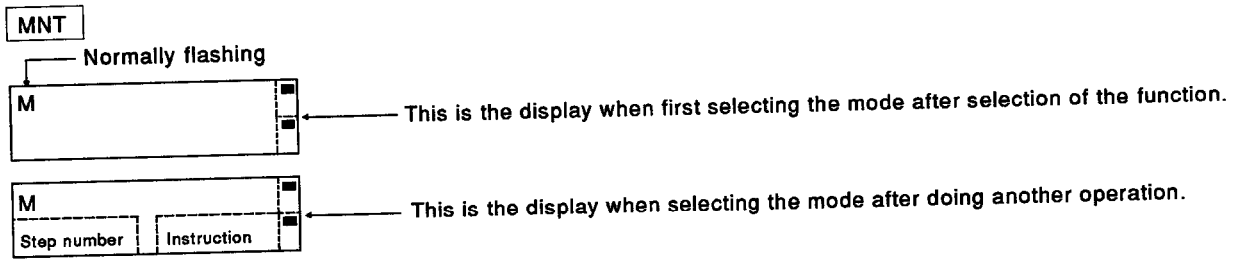 MNT
Normally flashing
M
This is the display when first selecting the mode after selection of the function.
M
This is the display when selecting the mode after doing another operation.
Step number Instruction